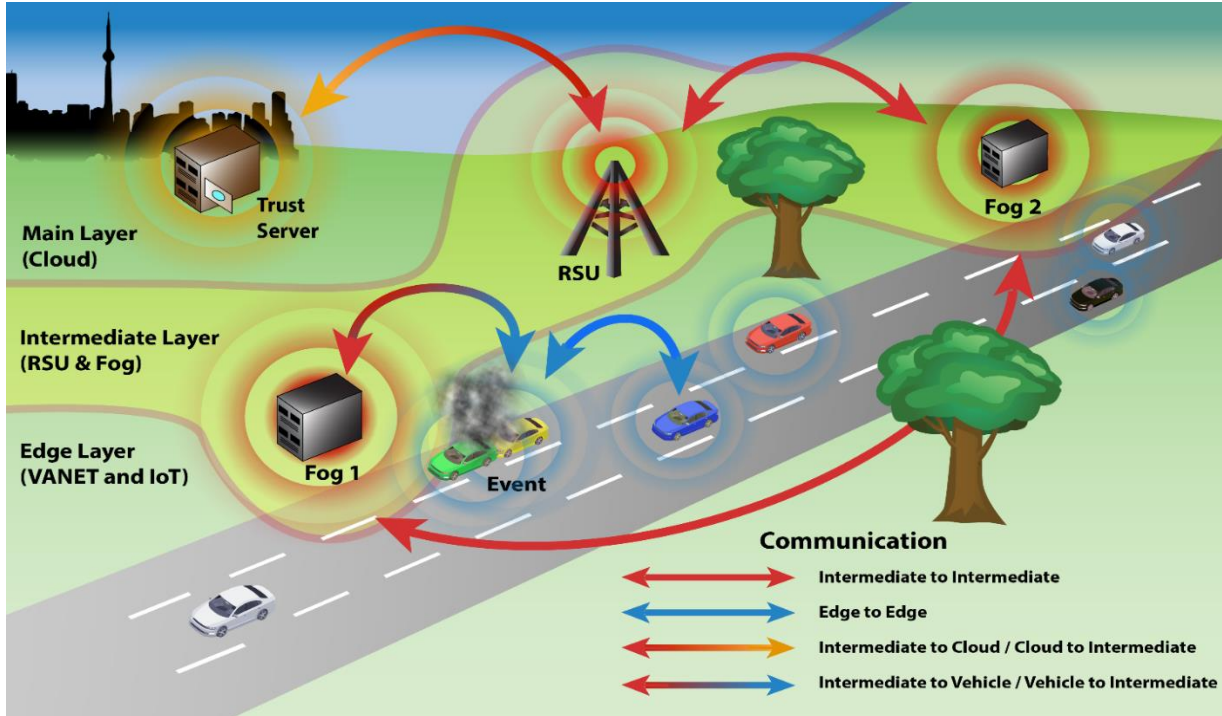 Trust
Server
Main Layer
(Cloud)
RSU
Fog 2
Intermediate Layer
(RSU & Fog)
Edge Layer
(VANET and IoT)
Fog 1
Event
Communication
Intermediate to Intermediate
Edge to Edge
Intermediate to Cloud / Cloud to Intermediate
Intermediate to Vehicle / Vehicle to Intermediate